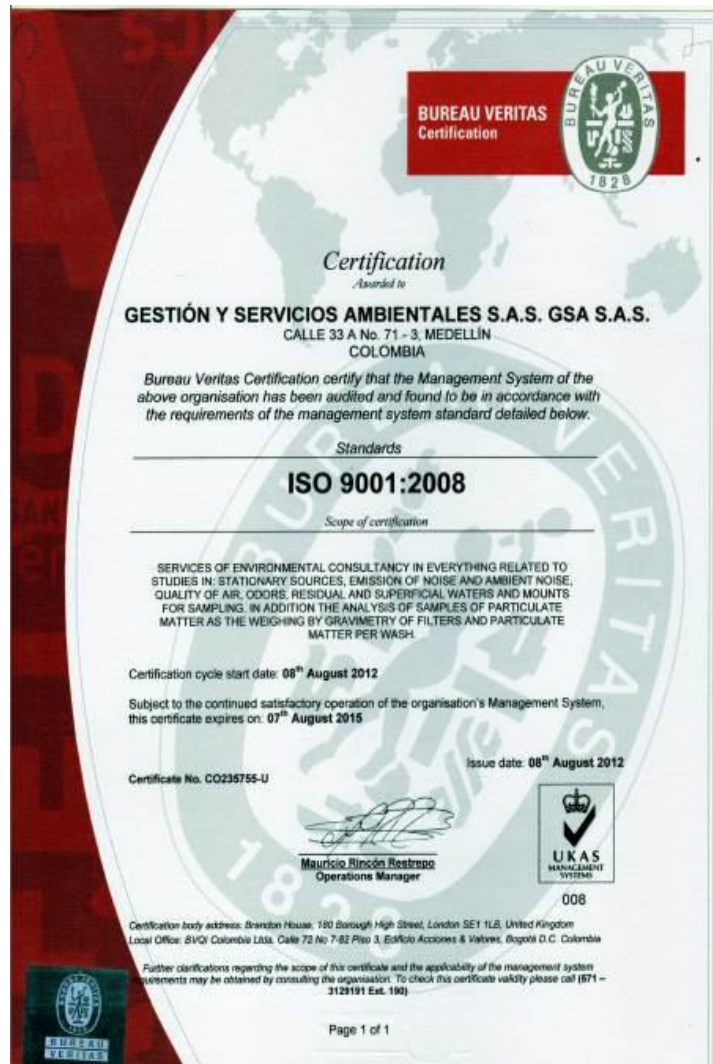 BUREAU VERITAS
Certification
BUREAU VERITAS
1828
Certification
Awarded to
GESTIÓN Y SERVICIOS AMBIENTALES S.A.S. GSA S.A.S.
CALLE 33 A No. 71 - 3, MEDELLÍN
COLOMBIA
Bureau Veritas Certification certify that the Management System of the
above organisation has been audited and found to be in accordance with
the requirements of the management system standard detailed below.
Standards
ISO 9001:2008
Scope of certification
SERVICES OF ENVIRONMENTAL CONSULTANCY IN EVERYTHING RELATED TO
STUDIES IN: STATIONARY SOURCES, EMISSION OF NOISE AND AMBIENT NOISE,
QUALITY OF AIR, ODORS, RESIDUAL AND SUPERFICIAL WATERS AND MOUNTS
FOR SAMPLING. IN ADDITION THE ANALYSIS OF SAMPLES OF PARTICULATE
MATTER AS THE WEIGHING BY GRAVIMETRY OF FILTERS AND PARTICULATE
MATTER PER WASH.
Certification cycle start date: 08th August 2012
Subject to the continued satisfactory operation of the organisation's Management System,
this certificate expires on: 07th August 2015
Issue date: 08th August 2012
Certificate No. CO235755-U
Mauricio Rincón Restrepo
Operations Manager
UKAS
MANAGEMENT
SYSTEMS
008
Certification body address: Brandon House, 180 Borough High Street, London SE1 1LB, United Kingdom
Local Office: BVQI Colombia Ltda. Calle 72 No 7-82 Piso 3, Edificio Acciones & Valores, Bogotá D.C. Colombia
Further clarifications regarding the scope of this certificate and the applicability of the management system
requirements may be obtained by consulting the organisation. To check this certificate validity please call (571 –
3129191 Ext. 190)
Page 1 of 1
BUREAU
VERITAS
BUREAU VERITAS
1828